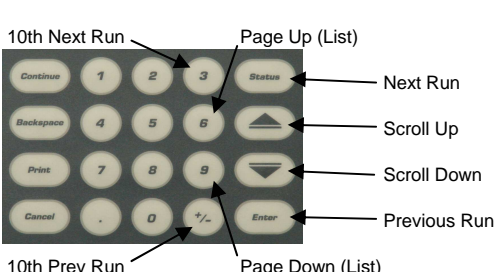 10th Next Run
Page Up (List)
Continue 1 2 3 Status
Next Run
Backspace 4 5 6
Scroll Up
Print 7 8 9
Scroll Down
Cancel . 0 +/- Enter
Previous Run
10th Prev Run
Page Down (List)